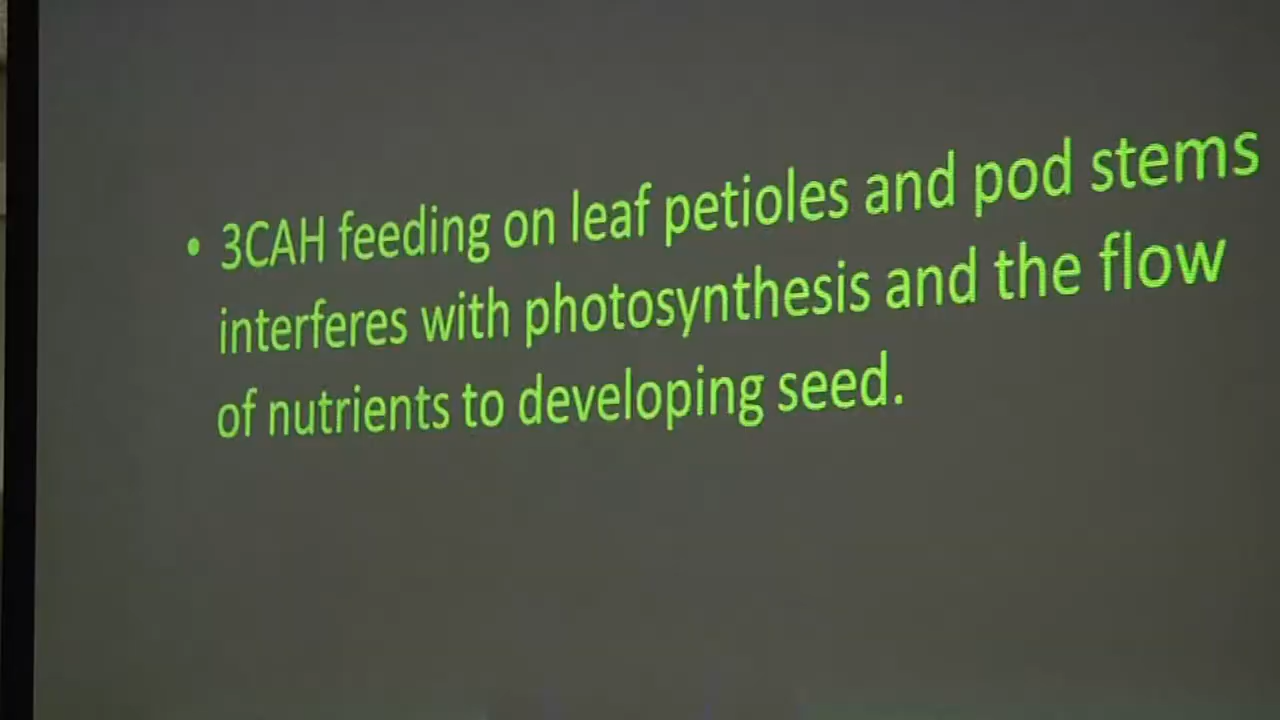 • 3CAH feeding on leaf petioles and pod stems
interferes with photosynthesis and the flow
of nutrients to developing seed.